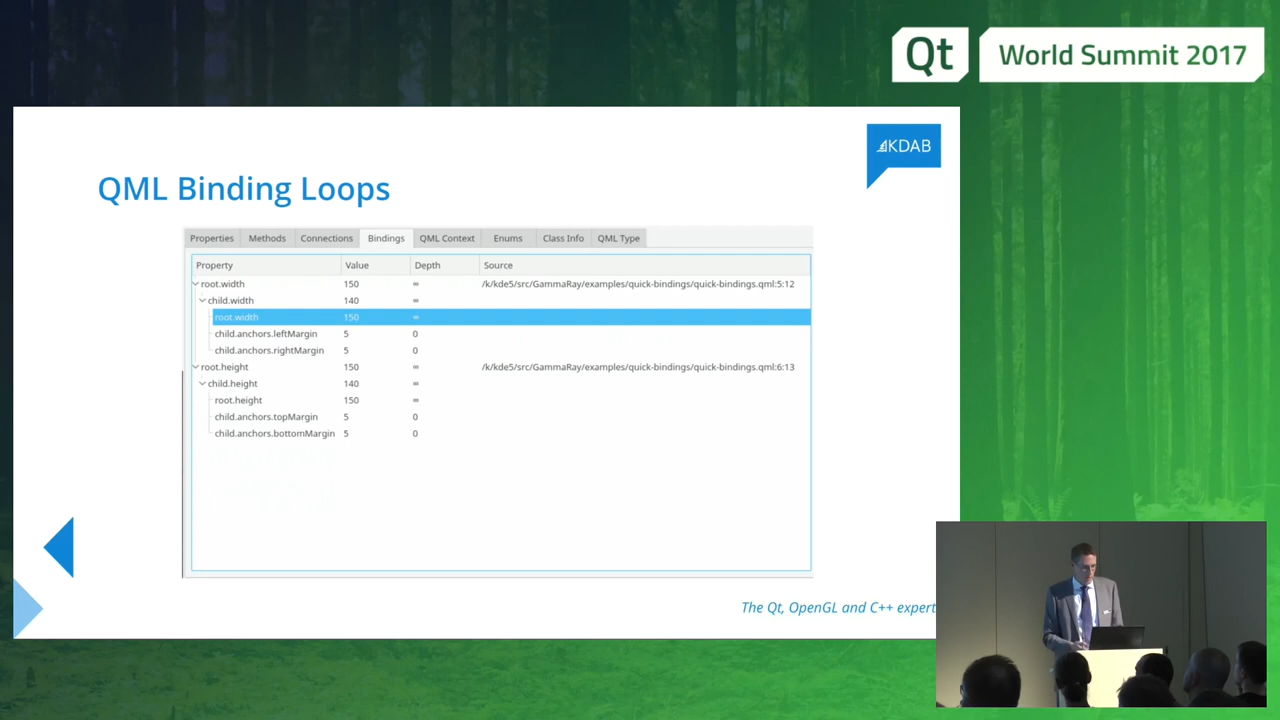 Qt World Summit 2017
KDAB
QML Binding Loops
Properties Methods Connections Bindings QML Context Enums Class Info QML Type
Property Value Depth Source
root.width 150 ∞ /k/kde5/src/GammaRay/examples/quick-bindings/quick-bindings.qml:5:12
child.width 140 ∞
root.width 150 ∞
child.anchors.leftMargin 5 0
child.anchors.rightMargin 5 0
root.height 150 ∞ /k/kde5/src/GammaRay/examples/quick-bindings/quick-bindings.qml:6:13
child.height 140 ∞
root.height 150 ∞
child.anchors.topMargin 5 0
child.anchors.bottomMargin 5 0
The Qt, OpenGL and C++ expert